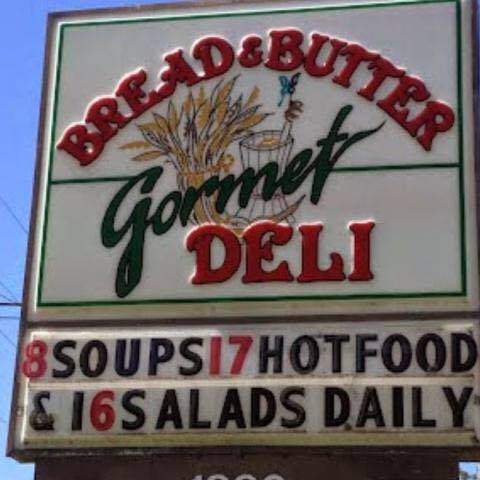 BREAD & BUTTER
Gormet
DELI
8 SOUPS 17 HOT FOOD
& 16 SALADS DAILY